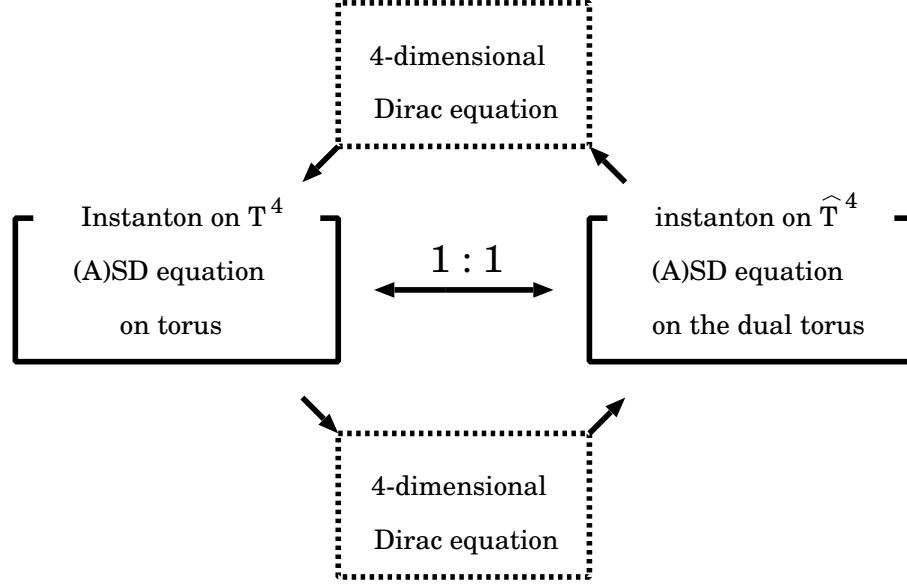 4-dimensional
Dirac equation
Instanton on T⁴
(A)SD equation
on torus
1 : 1
instanton on T̂⁴
(A)SD equation
on the dual torus
4-dimensional
Dirac equation